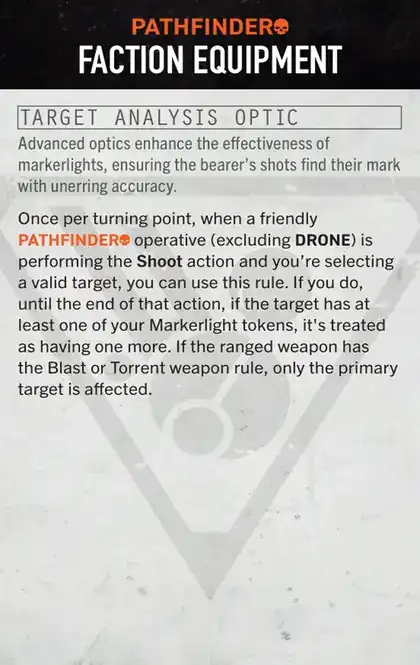 PATHFINDER
FACTION EQUIPMENT
TARGET ANALYSIS OPTIC
Advanced optics enhance the effectiveness of
markerlights, ensuring the bearer's shots find their mark
with unerring accuracy.
Once per turning point, when a friendly
PATHFINDER operative (excluding DRONE) is
performing the Shoot action and you're selecting
a valid target, you can use this rule. If you do,
until the end of that action, if the target has at
least one of your Markerlight tokens, it's treated
as having one more. If the ranged weapon has
the Blast or Torrent weapon rule, only the primary
target is affected.